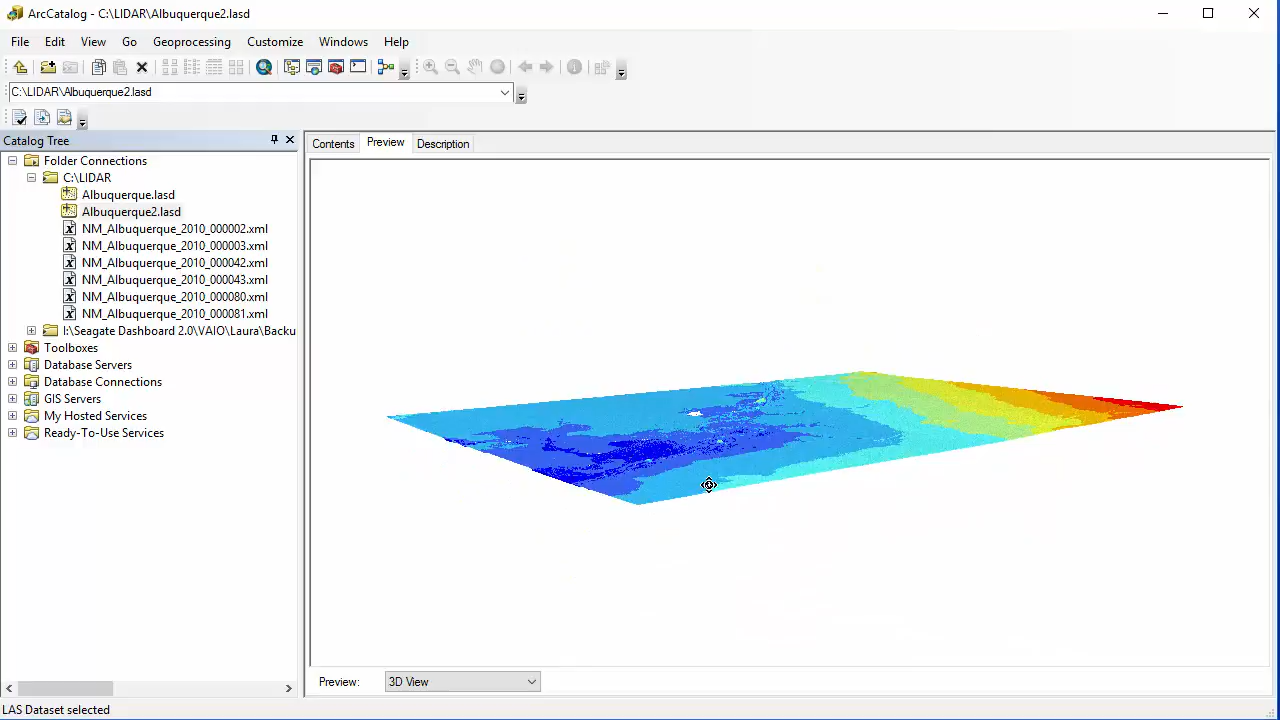 ArcCatalog - C:\LIDAR\Albuquerque2.lasd
File Edit View Go Geoprocessing Customize Windows Help
C:\LIDAR\Albuquerque2.lasd
Catalog Tree
Contents Preview Description
Folder Connections
C:\LIDAR
Albuquerque.lasd
Albuquerque2.lasd
NM_Albuquerque_2010_000002.xml
NM_Albuquerque_2010_000003.xml
NM_Albuquerque_2010_000042.xml
NM_Albuquerque_2010_000043.xml
NM_Albuquerque_2010_000080.xml
NM_Albuquerque_2010_000081.xml
I:\Seagate Dashboard 2.0\VAIO\Laura\Backu
Toolboxes
Database Servers
Database Connections
GIS Servers
My Hosted Services
Ready-To-Use Services
Preview: 3D View
LAS Dataset selected